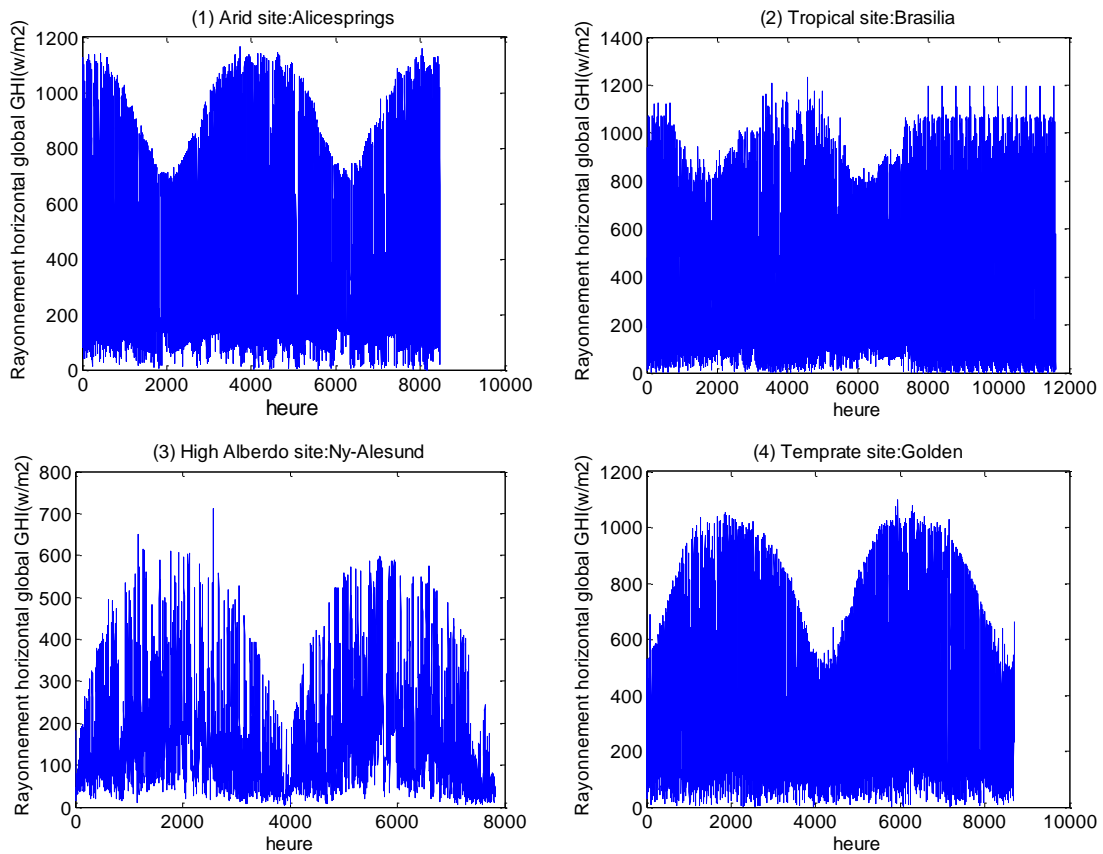 (1) Arid site:Alicesprings
Rayonnement horizontal global GHI(w/m2)
1200
1000
800
600
400
200
0
0 2000 4000 6000 8000 10000
heure
(2) Tropical site:Brasilia
Rayonnement horizontal global GHI(w/m2)
1400
1200
1000
800
600
400
200
0
0 2000 4000 6000 8000 10000 12000
heure
(3) High Alberdo site:Ny-Alesund
Rayonnement horizontal global GHI(w/m2)
800
700
600
500
400
300
200
100
0
0 2000 4000 6000 8000
heure
(4) Temprate site:Golden
Rayonnement horizontal global GHI(w/m2)
1200
1000
800
600
400
200
0
0 2000 4000 6000 8000 10000
heure